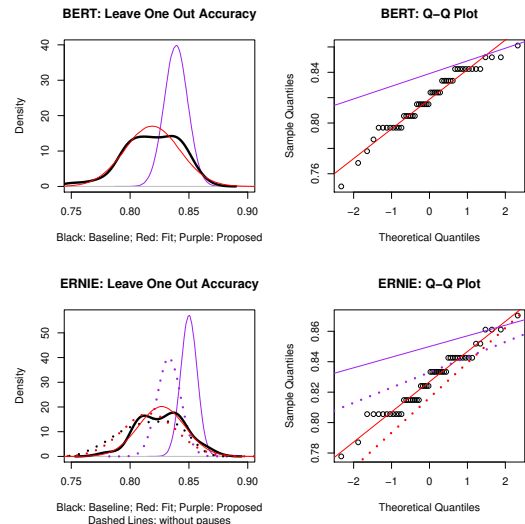 BERT: Leave One Out Accuracy
Density
0 10 20 30 40
0.75 0.80 0.85 0.90
Black: Baseline; Red: Fit; Purple: Proposed
BERT: Q−Q Plot
Sample Quantiles
0.76 0.80 0.84
−2 −1 0 1 2
Theoretical Quantiles
ERNIE: Leave One Out Accuracy
Density
0 10 20 30 40 50
0.75 0.80 0.85 0.90
Black: Baseline; Red: Fit; Purple: Proposed
Dashed Lines: without pauses
ERNIE: Q−Q Plot
Sample Quantiles
0.78 0.80 0.82 0.84 0.86
−2 −1 0 1 2
Theoretical Quantiles